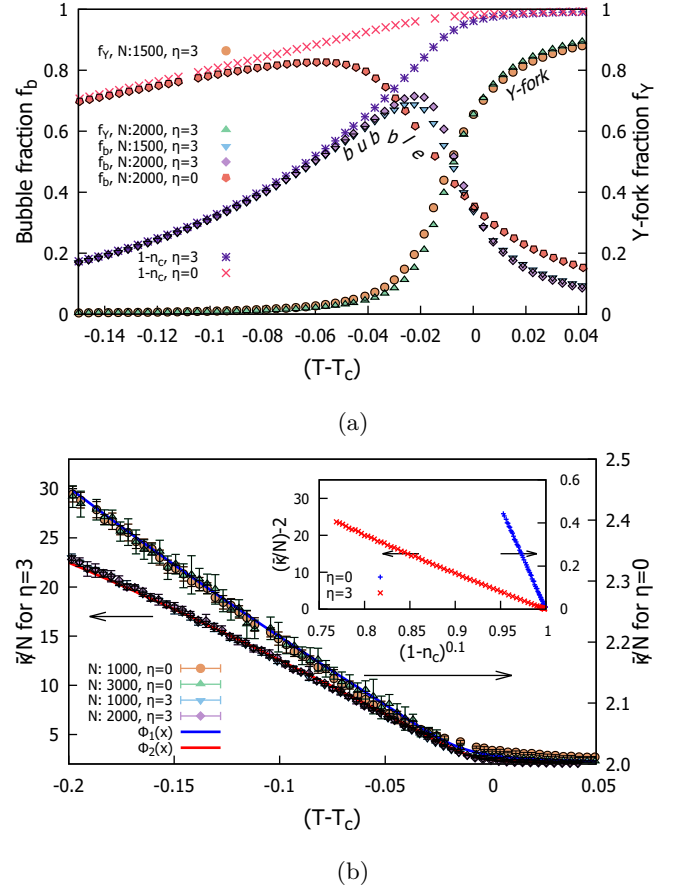 1
0.8
0.6
0.4
0.2
0
Bubble fraction f_b
f_Y, N:1500, η=3
f_Y, N:2000, η=3
f_b, N:1500, η=3
f_b, N:2000, η=3
f_b, N:2000, η=0
1-n_c, η=3
1-n_c, η=0
bubble
Y-fork
1
0.8
0.6
0.4
0.2
0
Y-fork fraction f_Y
-0.14 -0.12 -0.1 -0.08 -0.06 -0.04 -0.02 0 0.02 0.04
(T-T_c)
(a)
30
25
20
15
10
5
N: 1000, η=0
N: 3000, η=0
N: 1000, η=3
N: 2000, η=3
Φ₁(x)
Φ₂(x)
40
30
20
10
0
0.6
0.4
0.2
0
η=0
η=3
0.75 0.8 0.85 0.9 0.95 1
(1-n_c)^0.1
2.5
2.4
2.3
2.2
2.1
2.0
-0.2 -0.15 -0.1 -0.05 0 0.05
(T-T_c)
(b)